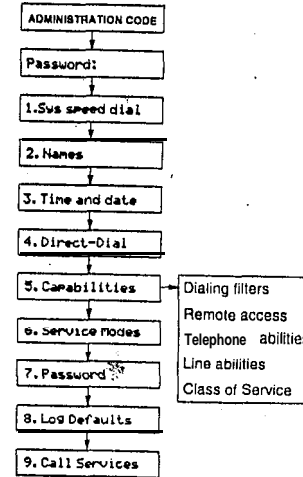 ADMINISTRATION CODE
Password:
1.Sys speed dial
2. Names
3. Time and date
4. Direct-Dial
5. Capabilities
Dialing filters
Remote access
Telephone abilities
Line abilities
Class of Service
6. Service Modes
7. Password
8. Log Defaults
9. Call Services